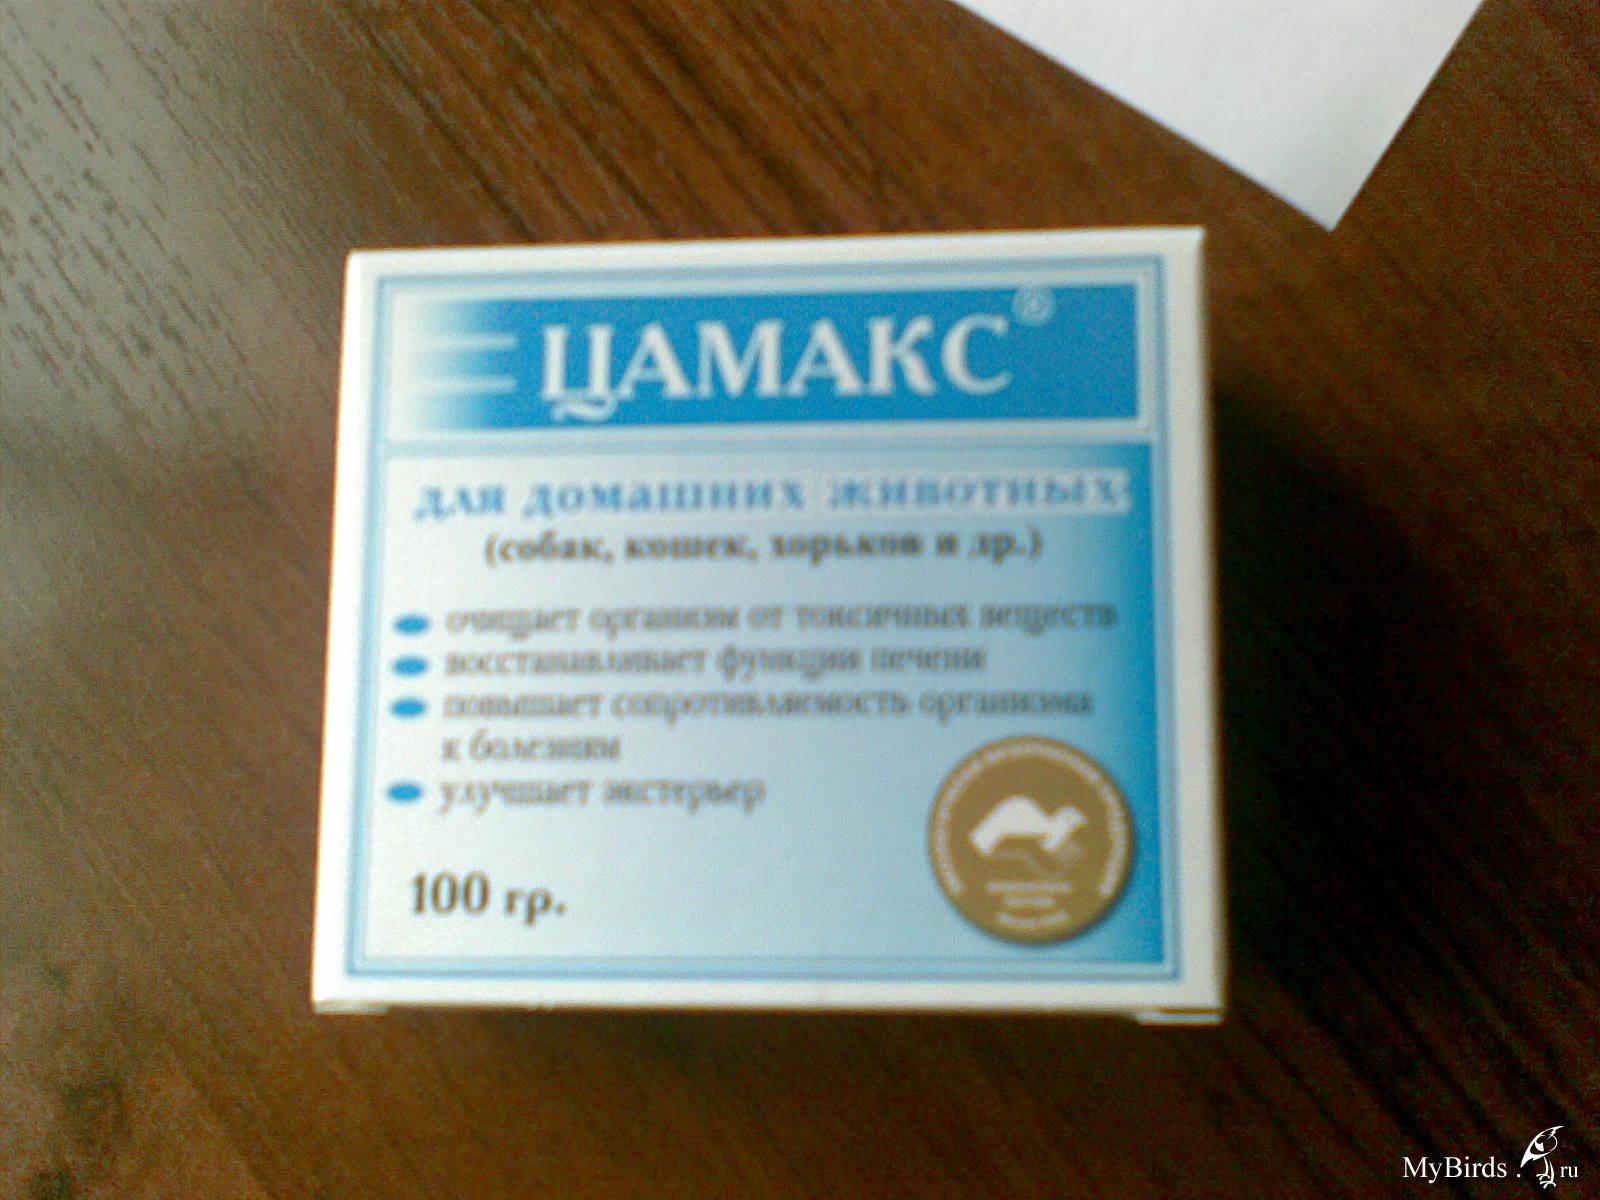 ЦАМАКС®
для домашних животных
(собак, кошек, хорьков и др.)
очищает организм от токсичных веществ
восстанавливает функции печени
повышает сопротивляемость организма
к болезням
улучшает экстерьер
100 гр.
MyBirds.ru